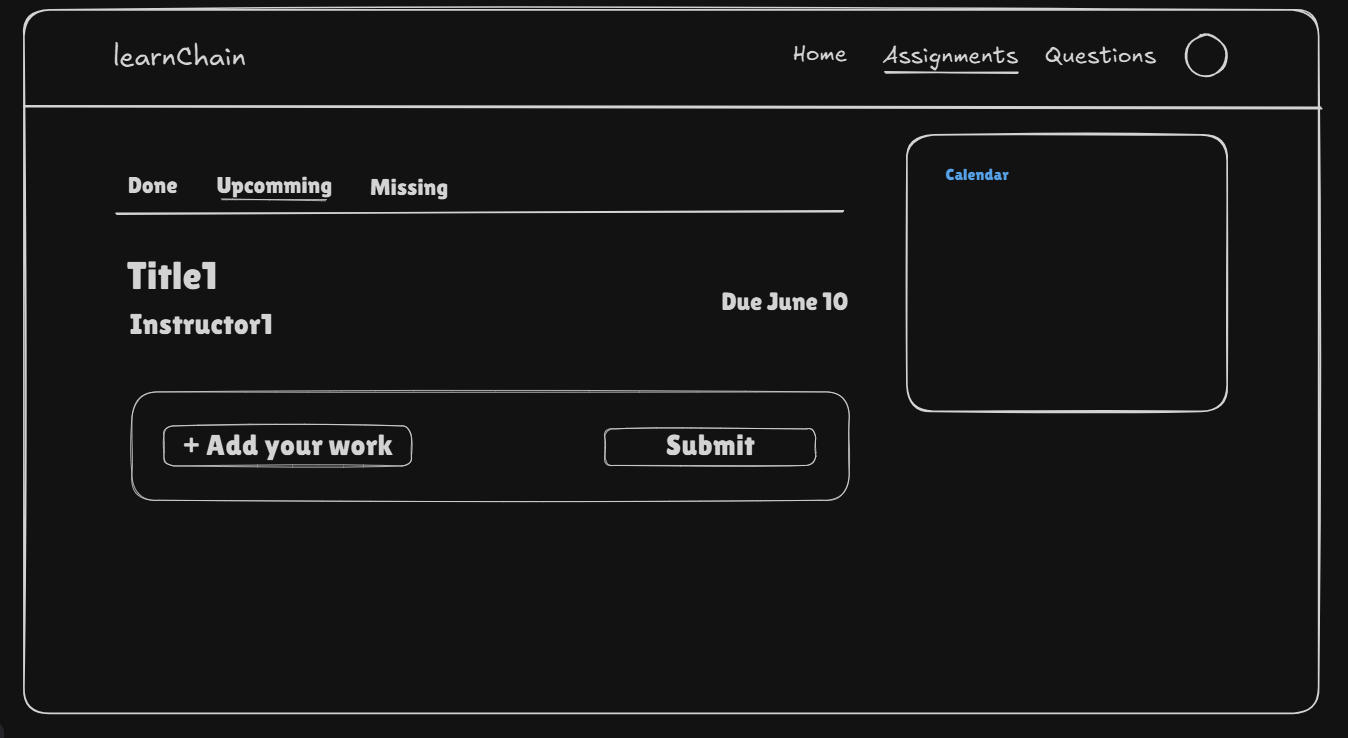 learnChain
Home Assignments Questions
Done Upcomming Missing
Calendar
Title1
Instructor1
Due June 10
+ Add your work
Submit